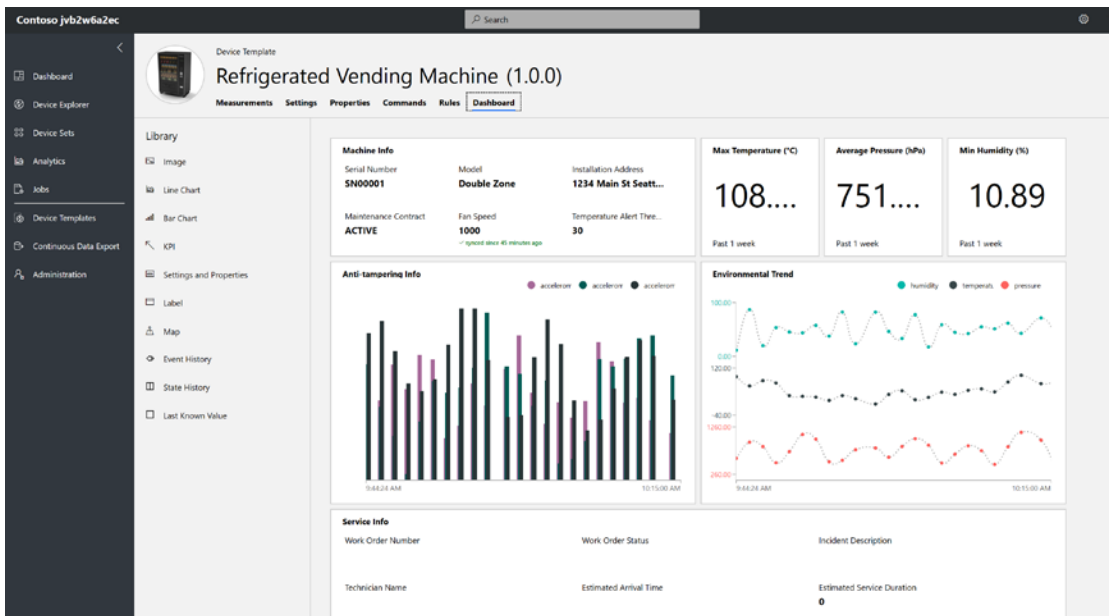 Contoso jvb2w6a2ec
Search
Dashboard
Device Explorer
Device Sets
Analytics
Jobs
Device Templates
Continuous Data Export
Administration
Device Template
Refrigerated Vending Machine (1.0.0)
Measurements Settings Properties Commands Rules Dashboard
Library
Image
Line Chart
Bar Chart
KPI
Settings and Properties
Label
Map
Event History
State History
Last Known Value
Machine Info
Serial Number Model Installation Address
SN00001 Double Zone 1234 Main St Seatt...
Maintenance Contract Fan Speed Temperature Alert Thre...
ACTIVE 1000 30
synced since 45 minutes ago
Max Temperature (°C)
108....
Past 1 week
Average Pressure (hPa)
751....
Past 1 week
Min Humidity (%)
10.89
Past 1 week
Anti-tampering Info
accelerom accelerom accelerom
9:44:24 AM 10:15:00 AM
Environmental Trend
humidity temperatu pressure
100.00
0.00
120.00
-40.00
1260.00
260.00
9:44:24 AM 10:15:00 AM
Service Info
Work Order Number Work Order Status Incident Description
Technician Name Estimated Arrival Time Estimated Service Duration
0